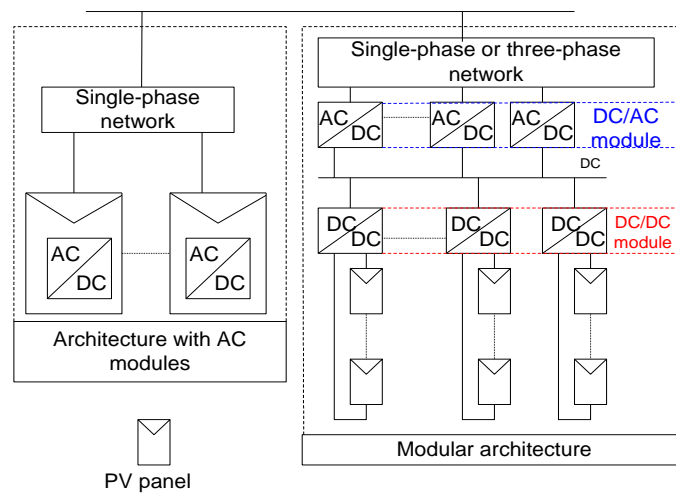 Single-phase
network
AC
DC
AC
DC
Architecture with AC
modules
PV panel
Single-phase or three-phase
network
AC
DC
AC
DC
AC
DC
DC/AC
module
DC
DC
DC
DC
DC
DC
DC
DC/DC
module
Modular architecture